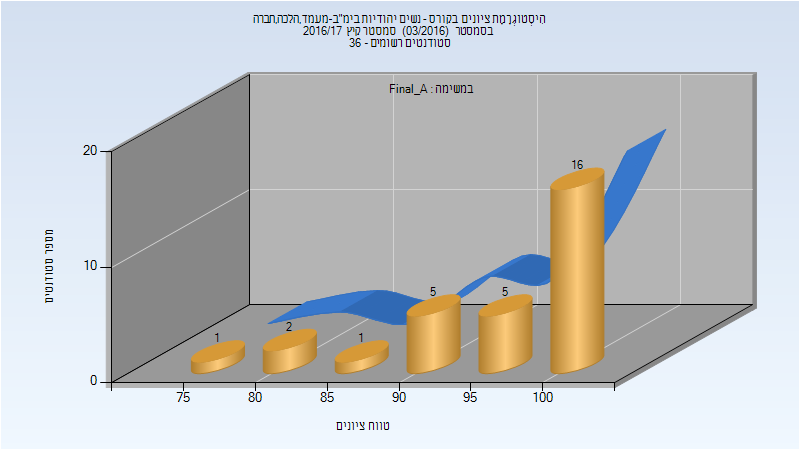 היסטוגרמת ציונים בקורס - נשים יהודיות בימ"ב-מעמד,הלכה,חברה
בסמסטר (03/2016) סמסטר קיץ 2016/17
סטודנטים רשומים - 36
במשימה : Final_A
20
10
0
מספר סטודנטים
1
2
1
5
5
16
75
80
85
90
95
100
טווח ציונים